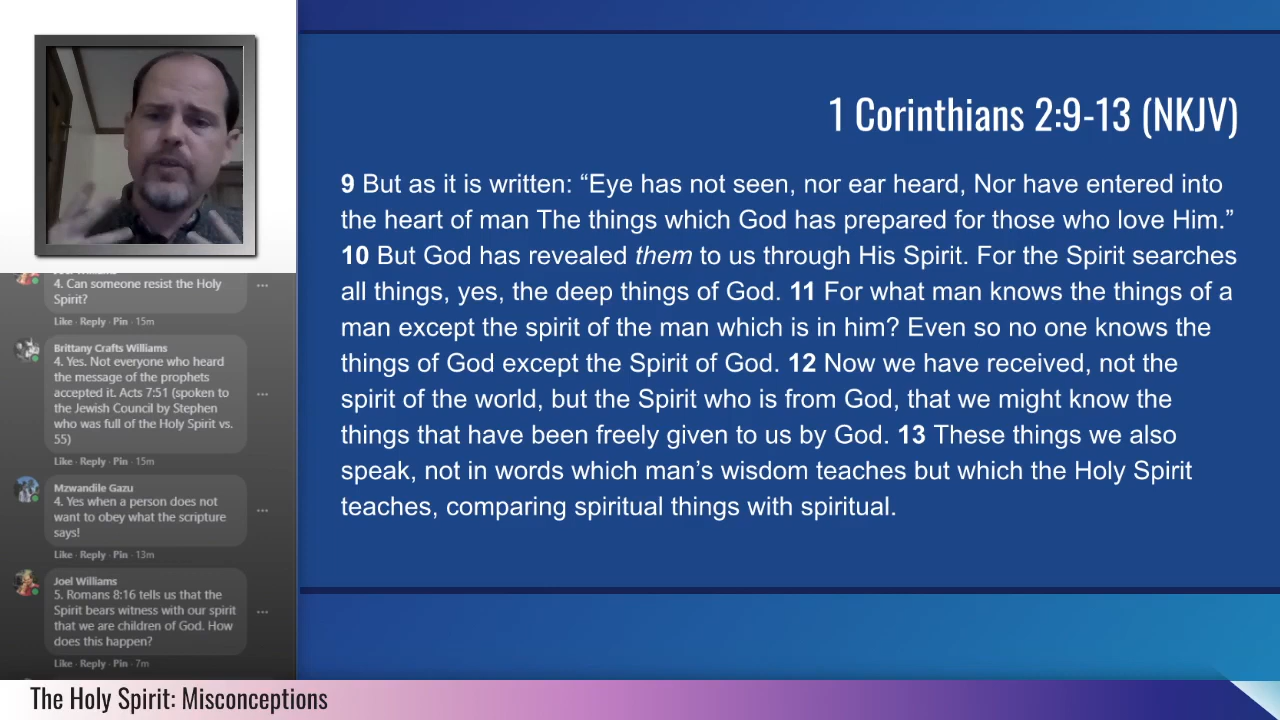 1 Corinthians 2:9-13 (NKJV)
9 But as it is written: “Eye has not seen, nor ear heard, Nor have entered into
the heart of man The things which God has prepared for those who love Him.”
10 But God has revealed them to us through His Spirit. For the Spirit searches
all things, yes, the deep things of God. 11 For what man knows the things of a
man except the spirit of the man which is in him? Even so no one knows the
things of God except the Spirit of God. 12 Now we have received, not the
spirit of the world, but the Spirit who is from God, that we might know the
things that have been freely given to us by God. 13 These things we also
speak, not in words which man’s wisdom teaches but which the Holy Spirit
teaches, comparing spiritual things with spiritual.
Joel Williams
4. Can someone resist the Holy
Spirit?
Like · Reply · Pin · 15m
Brittany Crafts Williams
4. Yes. Not everyone who heard
the message of the prophets
accepted it. Acts 7:51 (spoken to
the Jewish Council by Stephen
who was full of the Holy Spirit vs.
55)
Like · Reply · Pin · 15m
Mzwandile Gazu
4. Yes when a person does not
want to obey what the scripture
says!
Like · Reply · Pin · 13m
Joel Williams
5. Romans 8:16 tells us that the
Spirit bears witness with our spirit
that we are children of God. How
does this happen?
Like · Reply · Pin · 7m
The Holy Spirit: Misconceptions